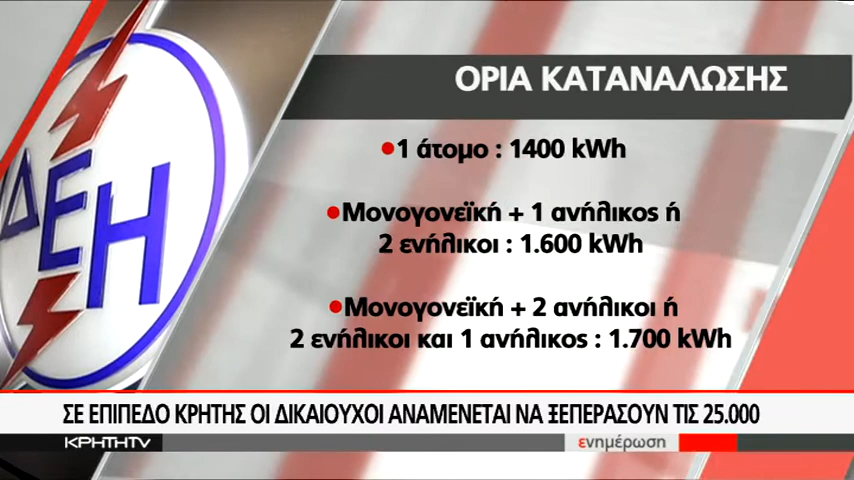 ΔΕΗ
ΟΡΙΑ ΚΑΤΑΝΑΛΩΣΗΣ
•1 άτομο : 1400 kWh
•Μονογονεϊκή + 1 ανήλικος ή
2 ενήλικοι : 1.600 kWh
•Μονογονεϊκή + 2 ανήλικοι ή
2 ενήλικοι και 1 ανήλικος : 1.700 kWh
ΣΕ ΕΠΙΠΕΔΟ ΚΡΗΤΗΣ ΟΙ ΔΙΚΑΙΟΥΧΟΙ ΑΝΑΜΕΝΕΤΑΙ ΝΑ ΞΕΠΕΡΑΣΟΥΝ ΤΙΣ 25.000
ΚΡΗΤΗTV
ενημέρωση